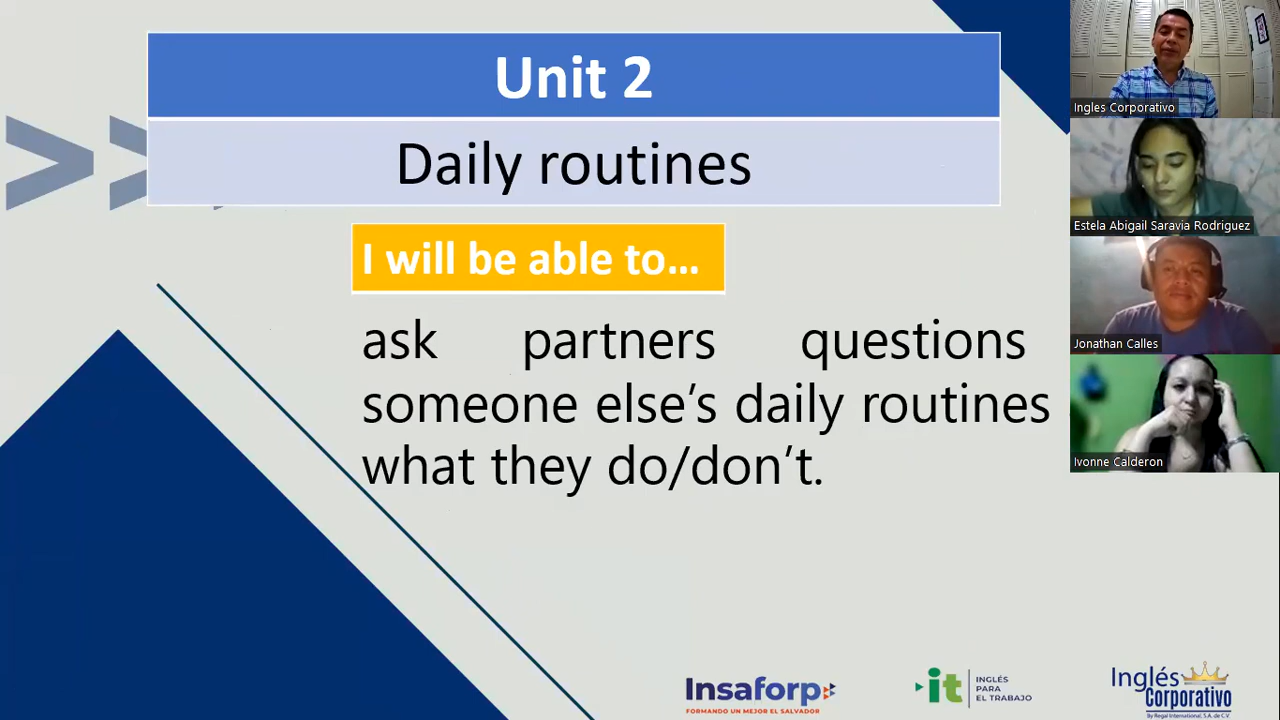 Unit 2
Daily routines
I will be able to...
ask partners questions
someone else's daily routines
what they do/don't.
Ingles Corporativo
Estela Abigail Saravia Rodriguez
Jonathan Calles
Ivonne Calderon
Insaforp
FORMANDO UN MEJOR EL SALVADOR
it
INGLÉS
PARA
EL TRABAJO
Inglés
Corporativo
By Regal International, S.A. de C.V.